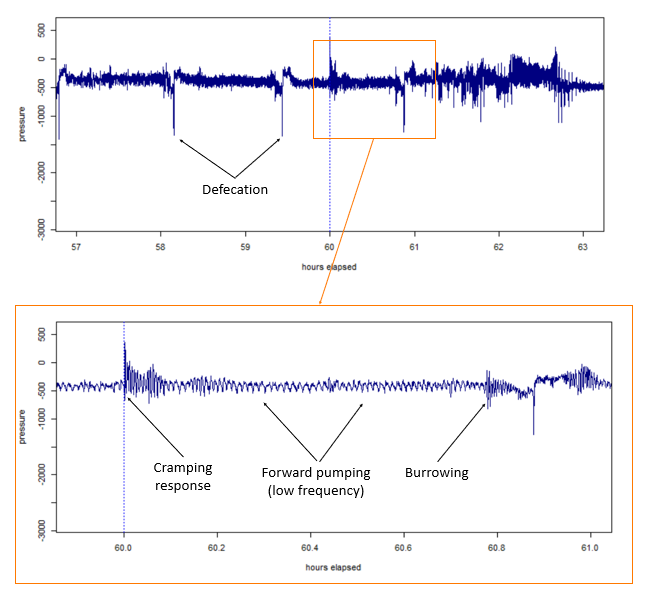 500
0
-500
-1000
-2000
-3000
pressure
Defecation
57 58 59 60 61 62 63
hours elapsed
500
0
-500
-1000
-2000
-3000
pressure
Cramping
response
Forward pumping
(low frequency)
Burrowing
60.0 60.2 60.4 60.6 60.8 61.0
hours elapsed